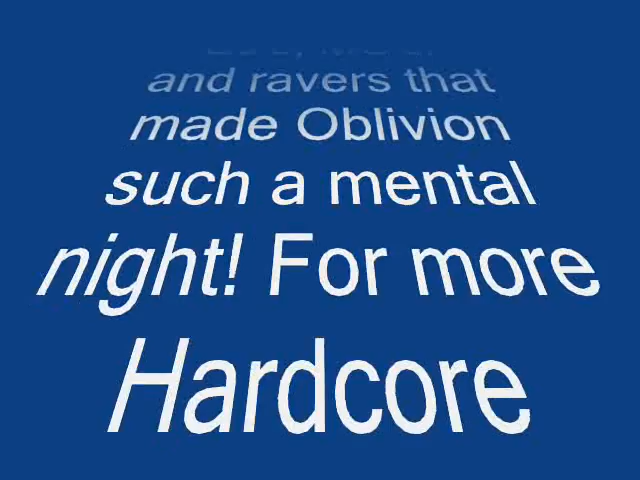 and ravers that
made Oblivion
such a mental
night! For more
Hardcore